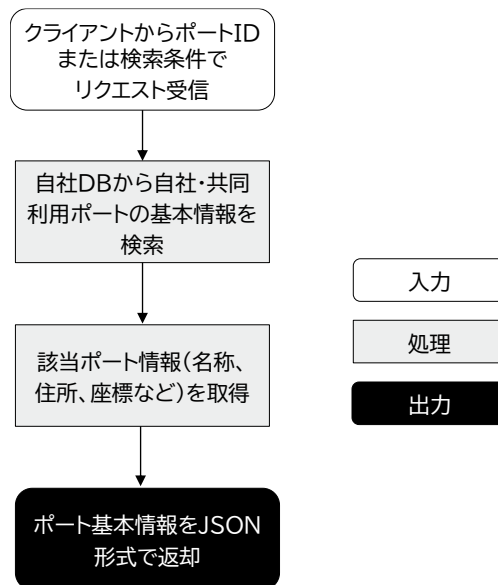 クライアントからポートID
または検索条件で
リクエスト受信
自社DBから自社・共同
利用ポートの基本情報を
検索
該当ポート情報(名称、
住所、座標など)を取得
ポート基本情報をJSON
形式で返却
入力
処理
出力